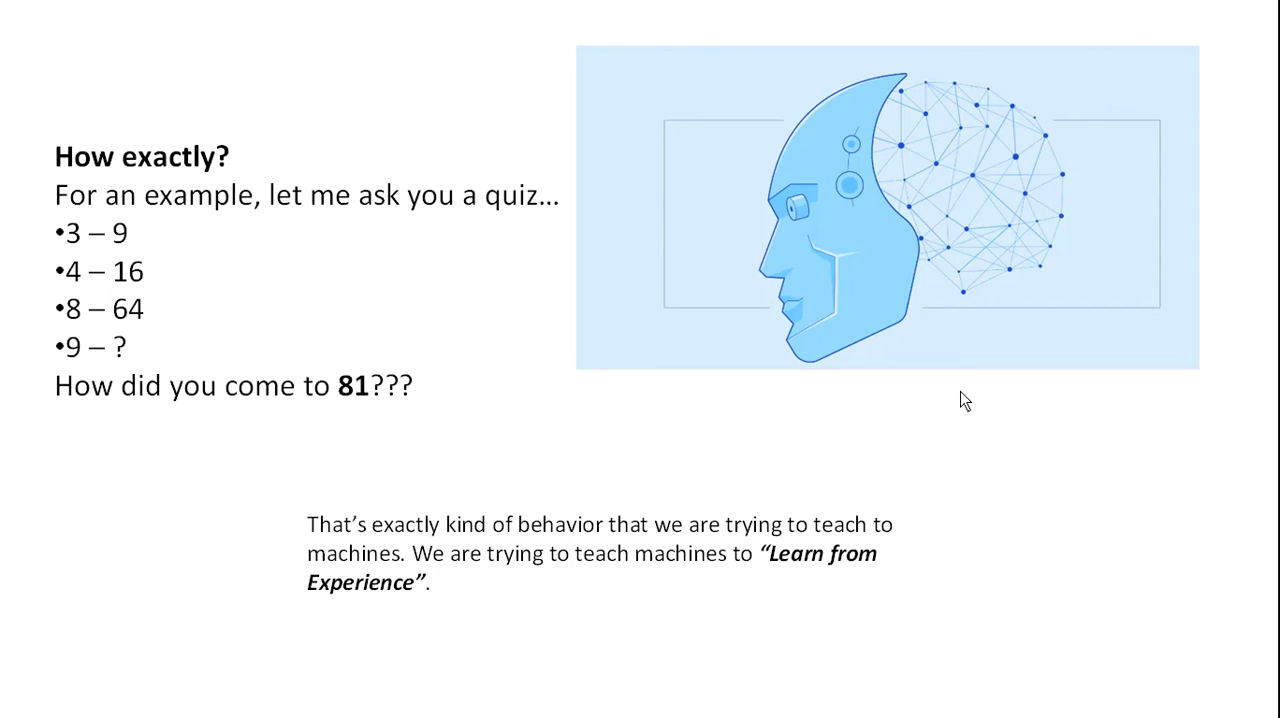 How exactly?
For an example, let me ask you a quiz...
•3 – 9
•4 – 16
•8 – 64
•9 – ?
How did you come to 81???
That’s exactly kind of behavior that we are trying to teach to
machines. We are trying to teach machines to “Learn from
Experience”.